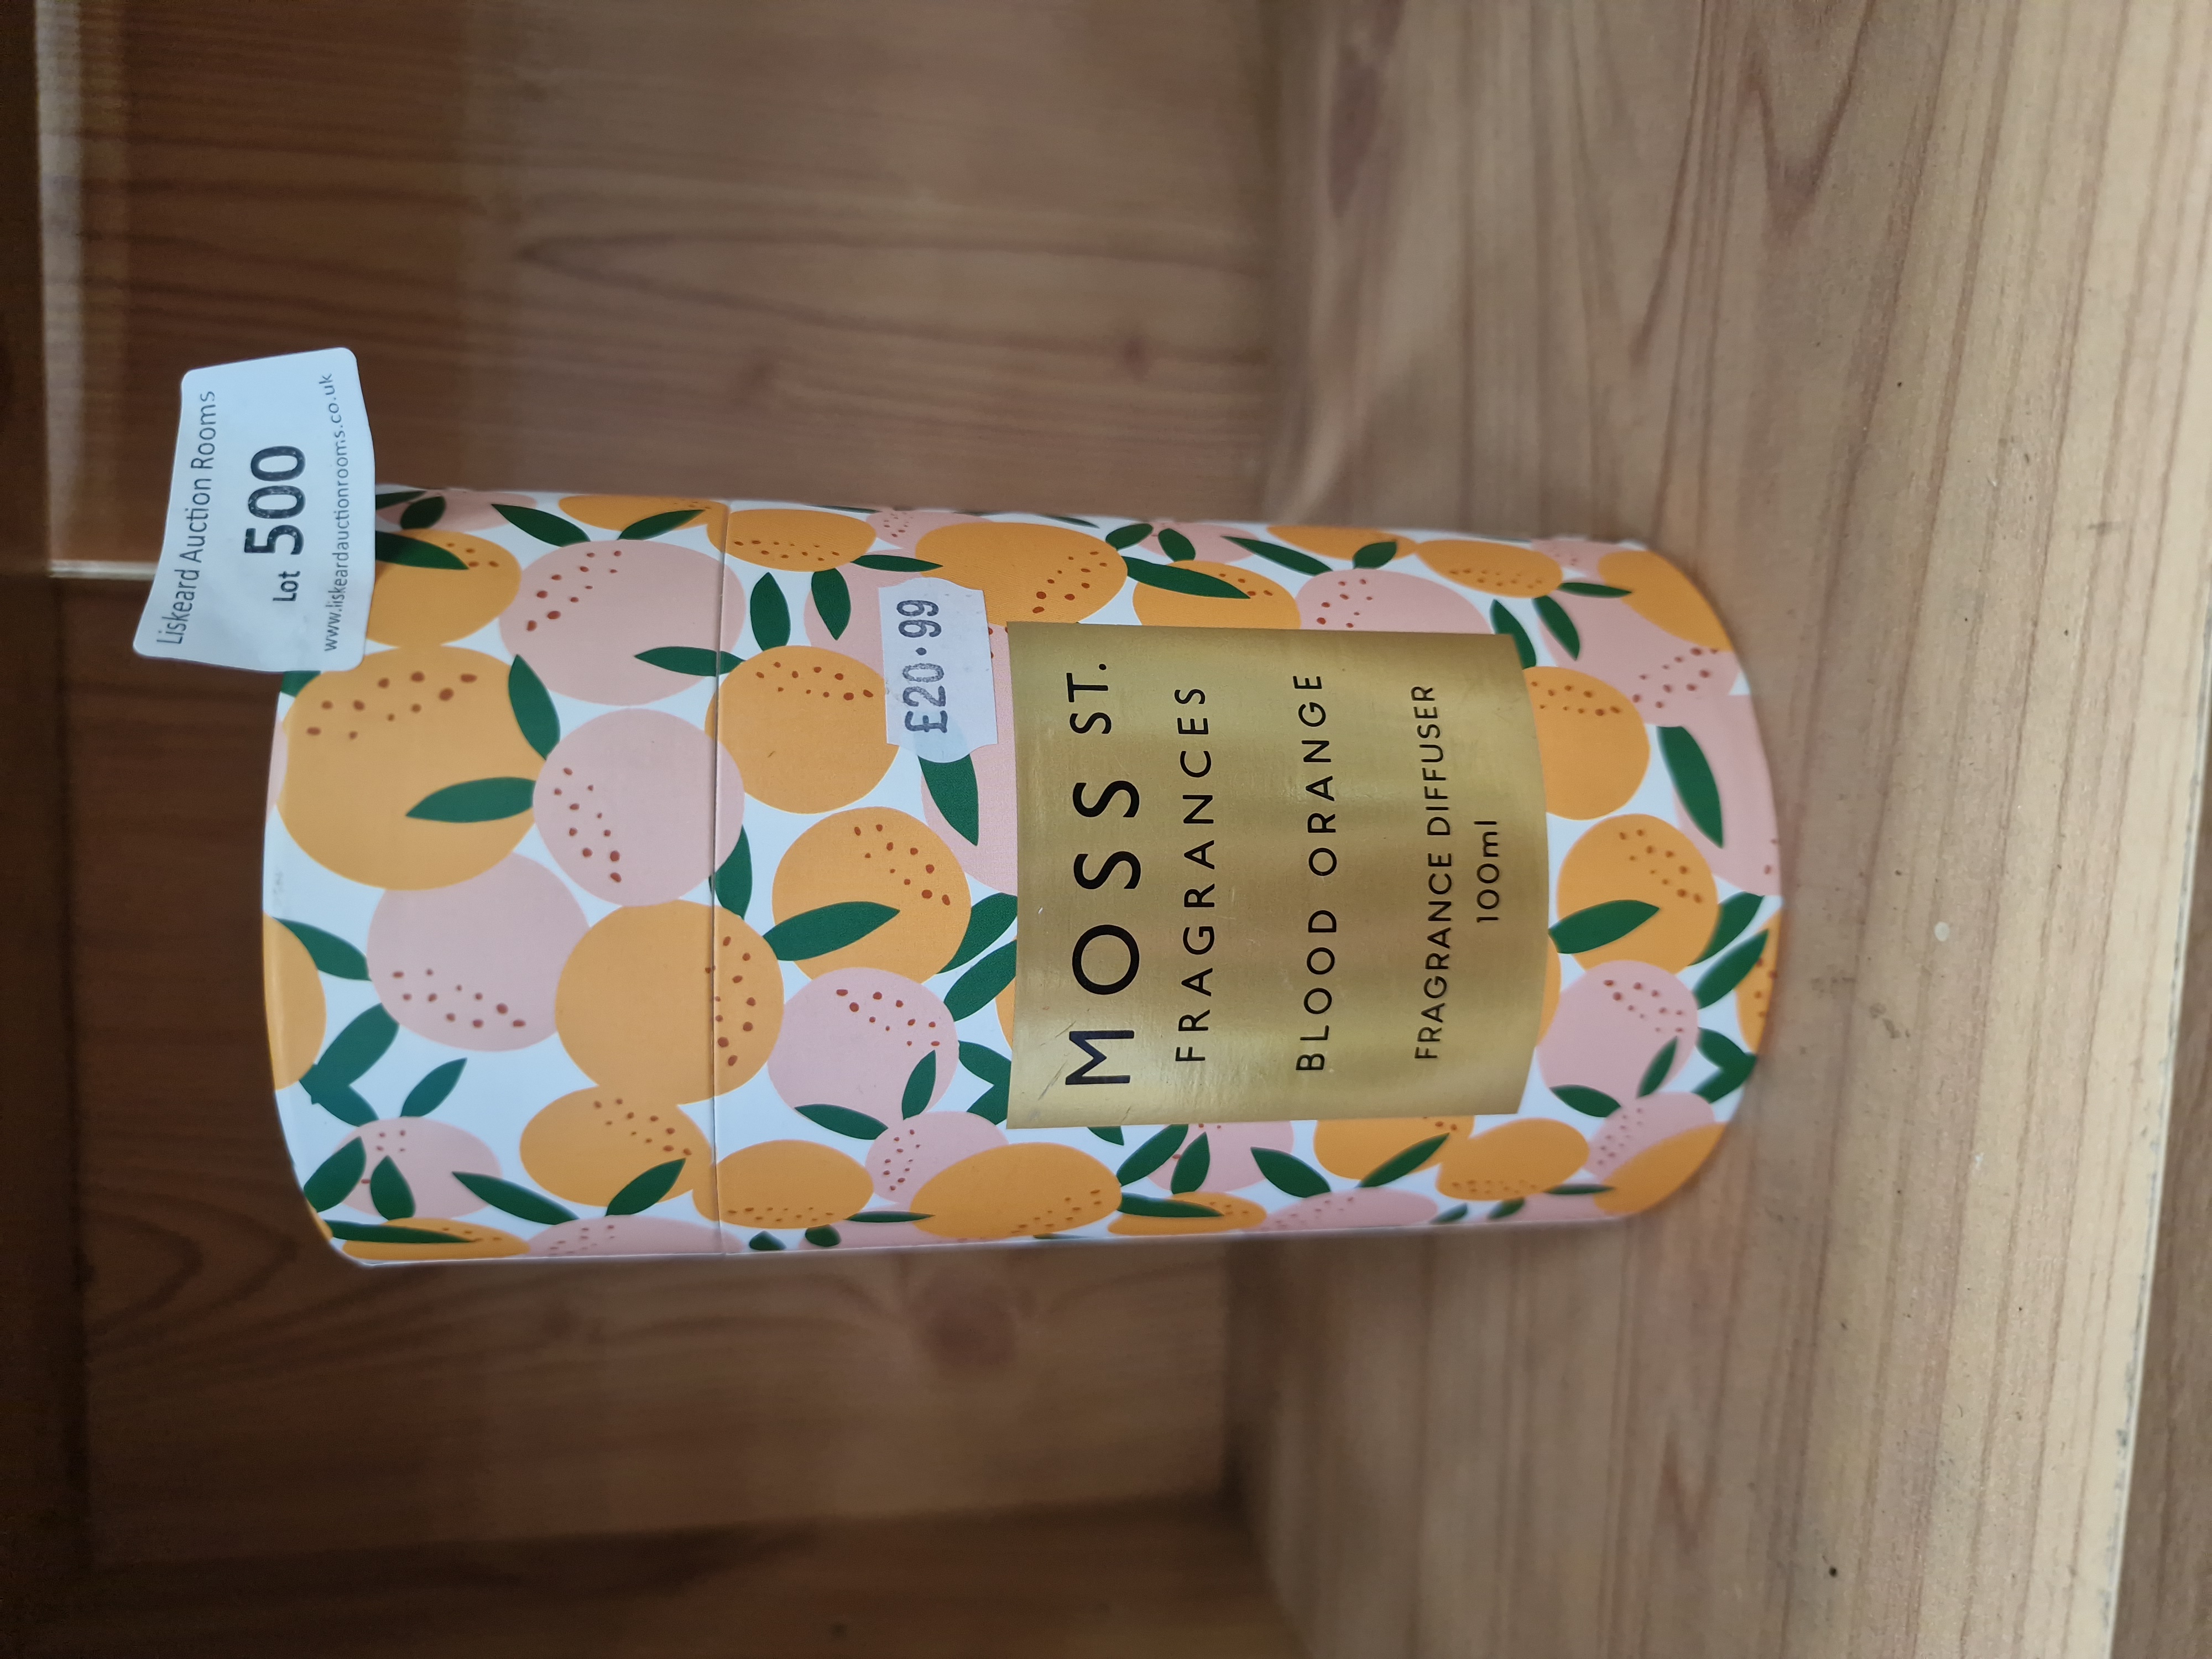 Liskeard Auction Rooms
Lot 500
www.liskeardauctionrooms.co.uk
£20.99
MOSS ST.
FRAGRANCES
BLOOD ORANGE
FRAGRANCE DIFFUSER
100ml